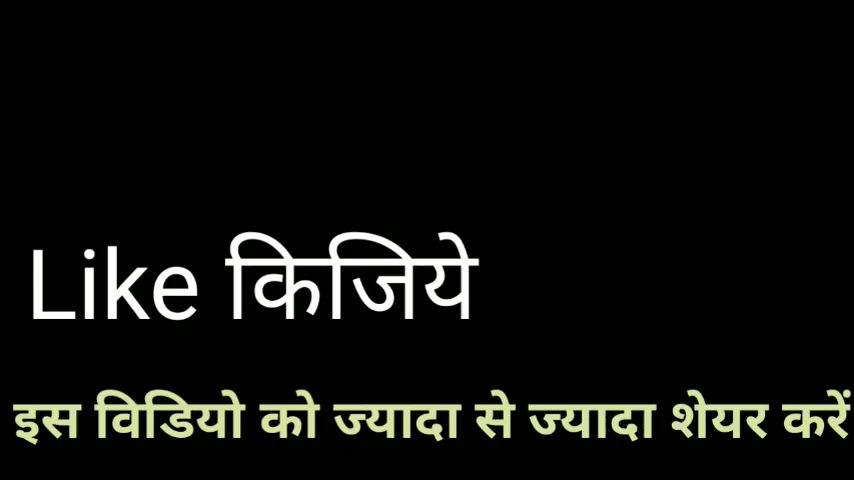 Like किजिये
इस विडियो को ज्यादा से ज्यादा शेयर करें